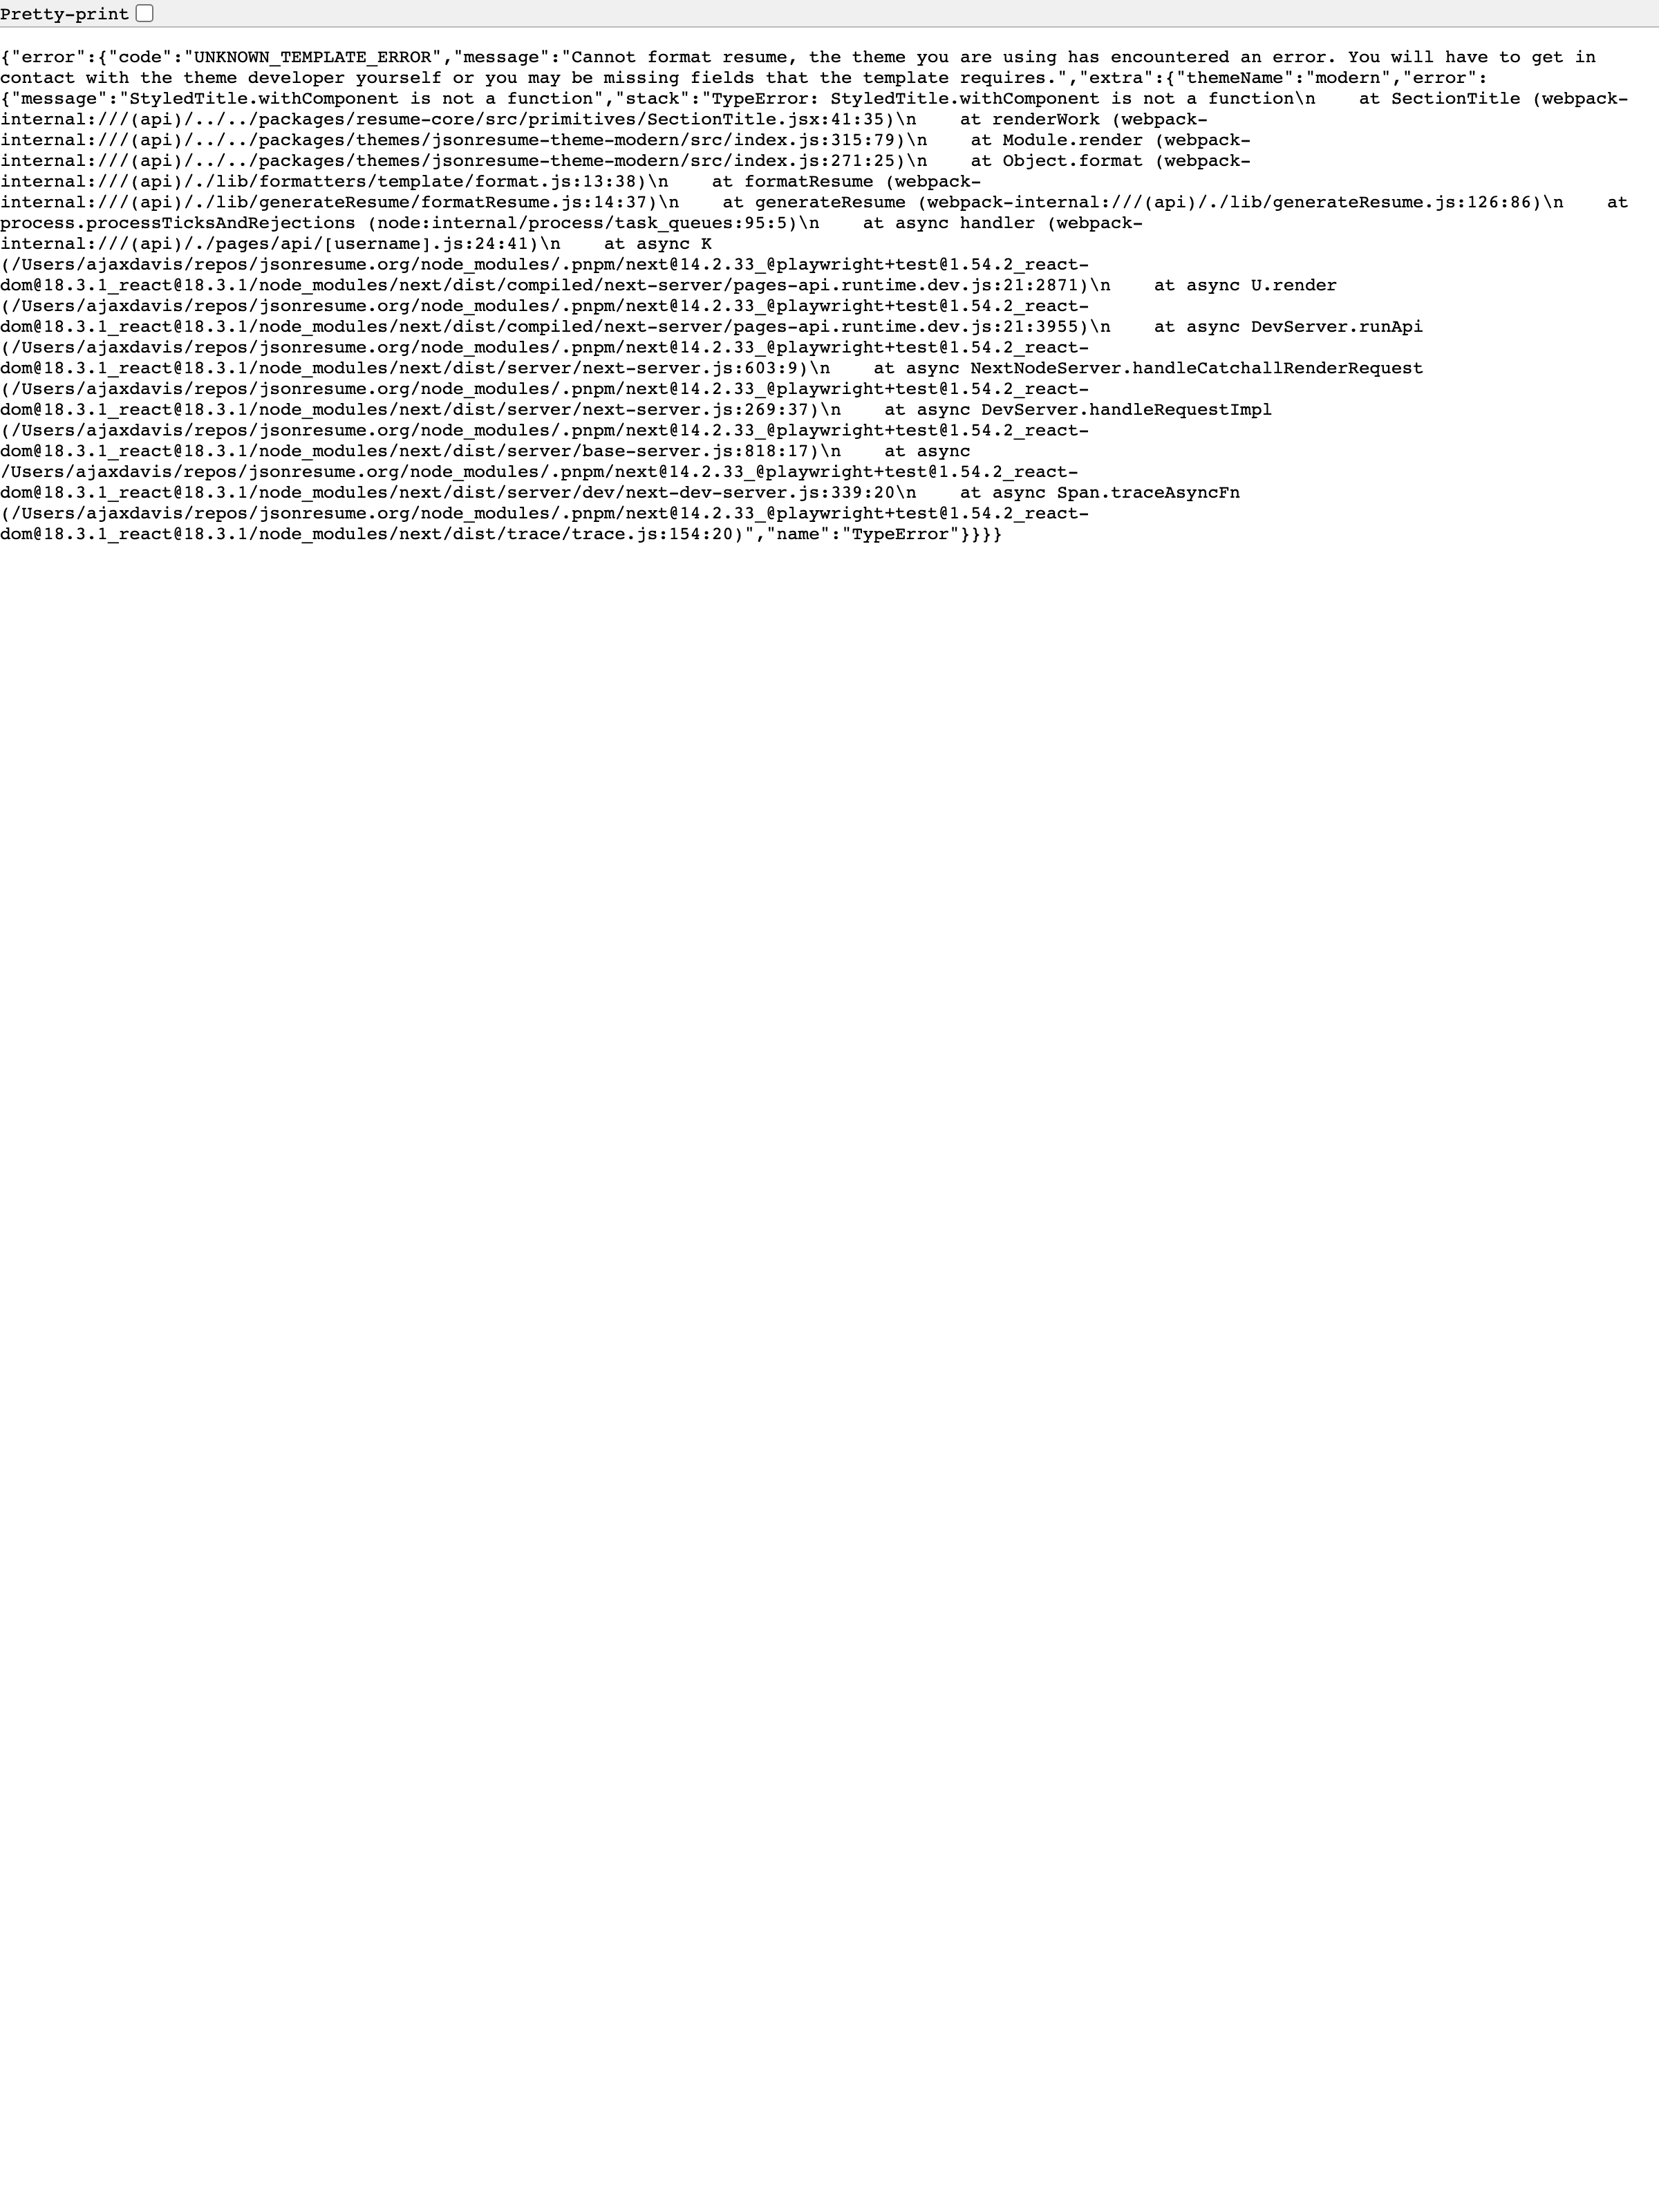 Pretty-print
{"error":{"code":"UNKNOWN_TEMPLATE_ERROR","message":"Cannot format resume, the theme you are using has encountered an error. You will have to get in
contact with the theme developer yourself or you may be missing fields that the template requires.","extra":{"themeName":"modern","error":
{"message":"StyledTitle.withComponent is not a function","stack":"TypeError: StyledTitle.withComponent is not a function\n    at SectionTitle (webpack-
internal:///(api)/../../packages/resume-core/src/primitives/SectionTitle.jsx:41:35)\n    at renderWork (webpack-
internal:///(api)/../../packages/themes/jsonresume-theme-modern/src/index.js:315:79)\n    at Module.render (webpack-
internal:///(api)/../../packages/themes/jsonresume-theme-modern/src/index.js:271:25)\n    at Object.format (webpack-
internal:///(api)/./lib/formatters/template/format.js:13:38)\n    at formatResume (webpack-
internal:///(api)/./lib/generateResume/formatResume.js:14:37)\n    at generateResume (webpack-internal:///(api)/./lib/generateResume.js:126:86)\n    at
process.processTicksAndRejections (node:internal/process/task_queues:95:5)\n    at async handler (webpack-
internal:///(api)/./pages/api/[username].js:24:41)\n    at async K
(/Users/ajaxdavis/repos/jsonresume.org/node_modules/.pnpm/next@14.2.33_@playwright+test@1.54.2_react-
dom@18.3.1_react@18.3.1/node_modules/next/dist/compiled/next-server/pages-api.runtime.dev.js:21:2871)\n    at async U.render
(/Users/ajaxdavis/repos/jsonresume.org/node_modules/.pnpm/next@14.2.33_@playwright+test@1.54.2_react-
dom@18.3.1_react@18.3.1/node_modules/next/dist/compiled/next-server/pages-api.runtime.dev.js:21:3955)\n    at async DevServer.runApi
(/Users/ajaxdavis/repos/jsonresume.org/node_modules/.pnpm/next@14.2.33_@playwright+test@1.54.2_react-
dom@18.3.1_react@18.3.1/node_modules/next/dist/server/next-server.js:603:9)\n    at async NextNodeServer.handleCatchallRenderRequest
(/Users/ajaxdavis/repos/jsonresume.org/node_modules/.pnpm/next@14.2.33_@playwright+test@1.54.2_react-
dom@18.3.1_react@18.3.1/node_modules/next/dist/server/next-server.js:269:37)\n    at async DevServer.handleRequestImpl
(/Users/ajaxdavis/repos/jsonresume.org/node_modules/.pnpm/next@14.2.33_@playwright+test@1.54.2_react-
dom@18.3.1_react@18.3.1/node_modules/next/dist/server/base-server.js:818:17)\n    at async
/Users/ajaxdavis/repos/jsonresume.org/node_modules/.pnpm/next@14.2.33_@playwright+test@1.54.2_react-
dom@18.3.1_react@18.3.1/node_modules/next/dist/server/dev/next-dev-server.js:339:20\n    at async Span.traceAsyncFn
(/Users/ajaxdavis/repos/jsonresume.org/node_modules/.pnpm/next@14.2.33_@playwright+test@1.54.2_react-
dom@18.3.1_react@18.3.1/node_modules/next/dist/trace/trace.js:154:20)","name":"TypeError"}}}}